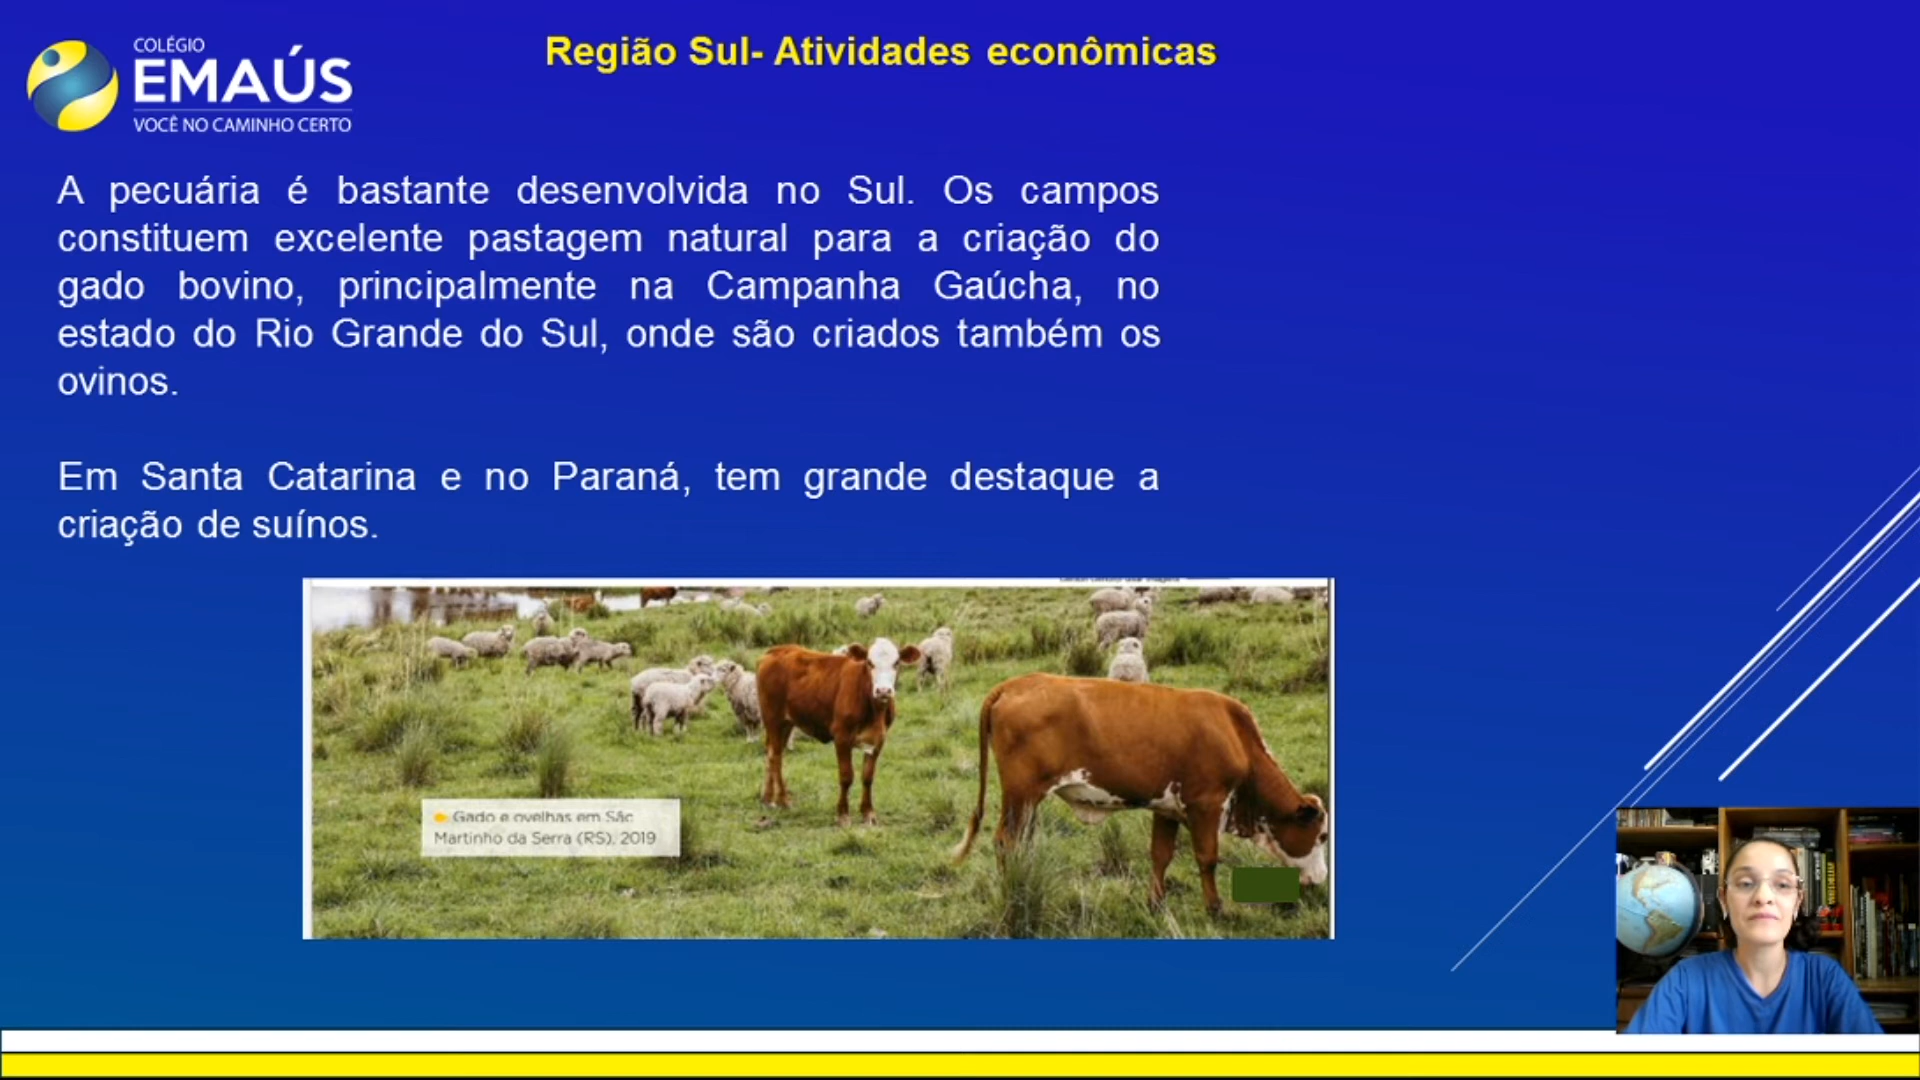 COLÉGIO
EMAÚS
VOCÊ NO CAMINHO CERTO
Região Sul- Atividades econômicas
A pecuária é bastante desenvolvida no Sul. Os campos
constituem excelente pastagem natural para a criação do
gado bovino, principalmente na Campanha Gaúcha, no
estado do Rio Grande do Sul, onde são criados também os
ovinos.
Em Santa Catarina e no Paraná, tem grande destaque a
criação de suínos.
Gado e ovelhas em São
Martinho da Serra (RS), 2019